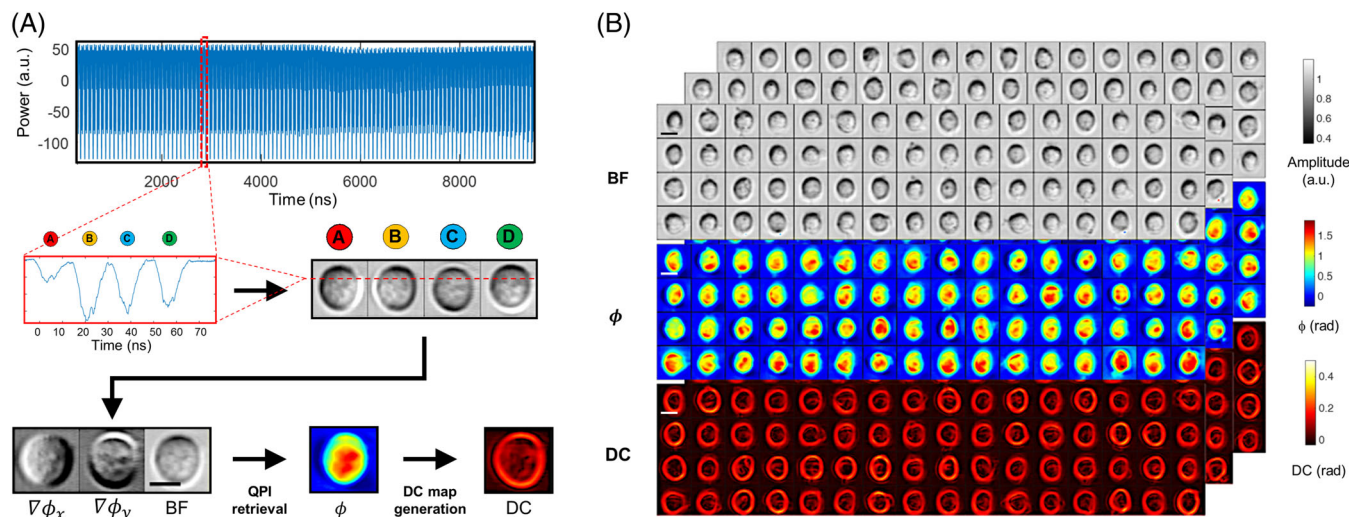 (A)
Power (a.u.)
50
0
-50
-100
2000
4000
6000
8000
Time (ns)
A
B
C
D
A
B
C
D
0
10
20
30
40
50
60
70
Time (ns)
∇ϕx
∇ϕy
BF
QPI
retrieval
ϕ
DC map
generation
DC
(B)
BF
ϕ
DC
1
0.8
0.6
0.4
Amplitude
(a.u.)
1.5
1
0.5
0
ϕ (rad)
0.4
0.2
0
DC (rad)